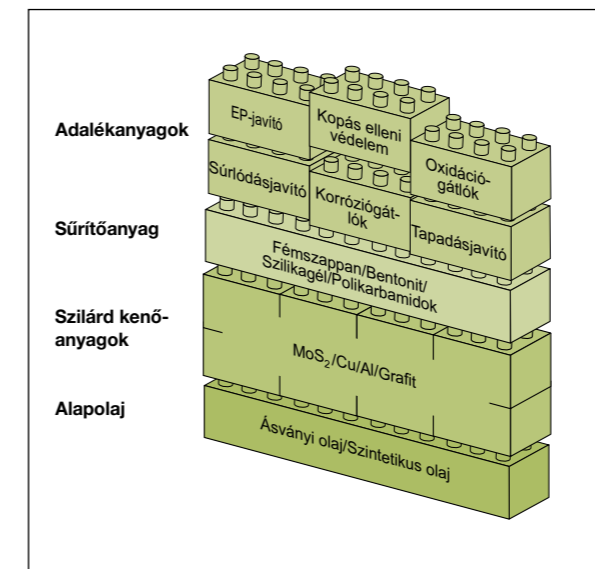 Adalékanyagok
EP-javító
Kopás elleni
védelem
Oxidáció-
gátlók
Súrlódásjavító
Korróziógát-
lók
Tapadásjavító
Sűrítőanyag
Fémszappan/Bentonit/
Szilikagél/Polikarbamidok
Szilárd kenő-
anyagok
MoS₂/Cu/Al/Grafit
Alapolaj
Ásványi olaj/Szintetikus olaj